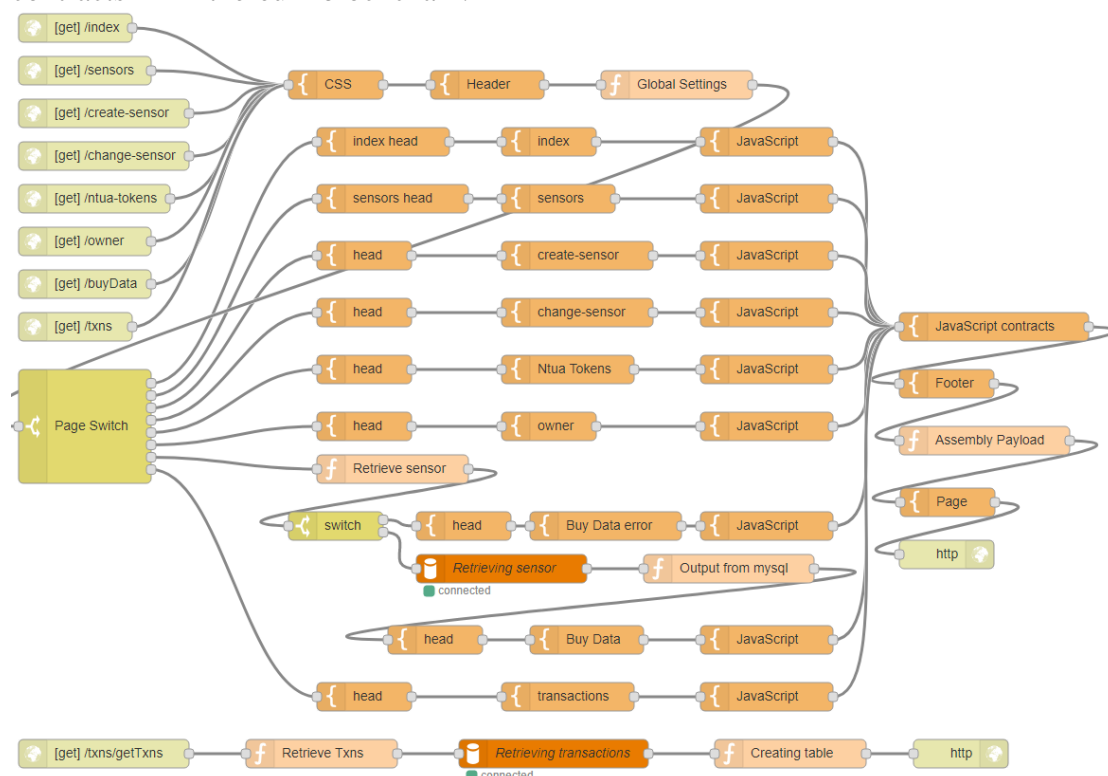 [get] /index
[get] /sensors
CSS
Header
Global Settings
[get] /create-sensor
index head
index
JavaScript
[get] /change-sensor
[get] /ntua-tokens
sensors head
sensors
JavaScript
[get] /owner
head
create-sensor
JavaScript
[get] /buyData
[get] /txns
head
change-sensor
JavaScript
JavaScript contracts
head
Ntua Tokens
JavaScript
Footer
Page Switch
head
owner
JavaScript
Assembly Payload
Retrieve sensor
Page
switch
head
Buy Data error
JavaScript
http
Retrieving sensor
Output from mysql
connected
head
Buy Data
JavaScript
head
transactions
JavaScript
[get] /txns/getTxns
Retrieve Txns
Retrieving transactions
Creating table
http
connected